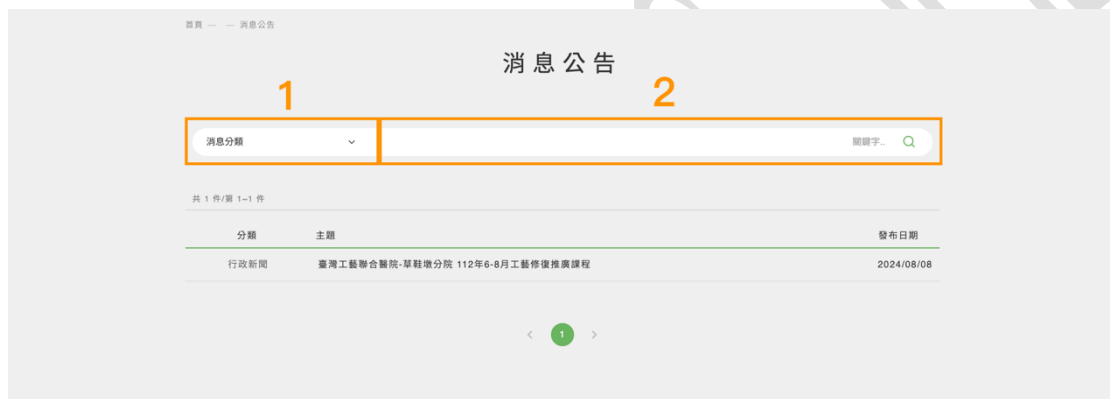 首頁 — — 消息公告
消息公告
1
2
消息分類
關鍵字..
共 1 件/第 1~1 件
分類 主題 發布日期
行政新聞 臺灣工藝聯合醫院-草鞋墩分院 112年6-8月工藝修復推廣課程 2024/08/08
< 1 >